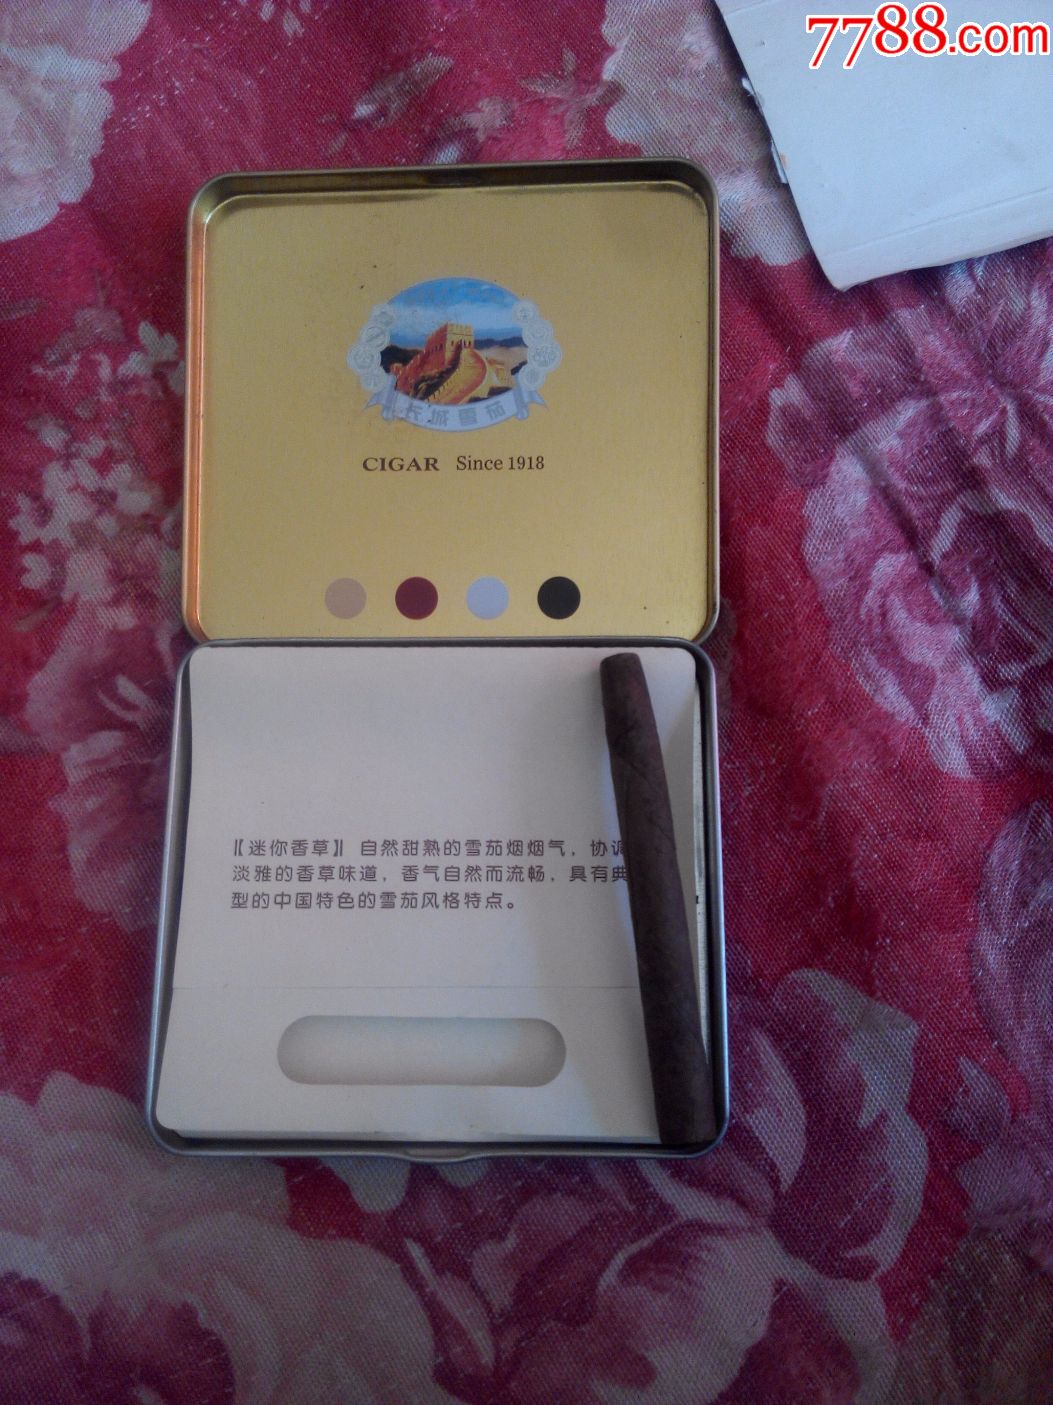 7788.com
长城雪茄
CIGAR Since 1918
〖迷你香草〗 自然甜熟的雪茄烟烟气，协调
淡雅的香草味道，香气自然而流畅，具有典
型的中国特色的雪茄风格特点。